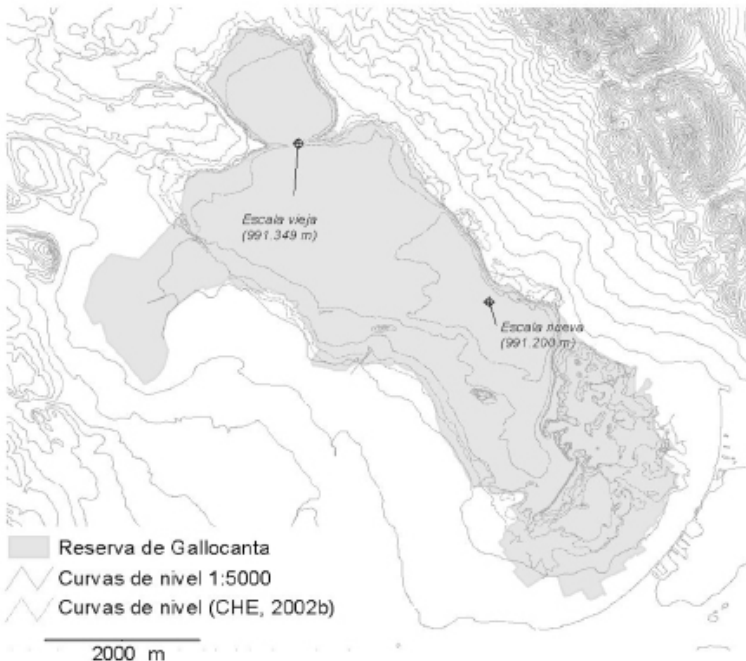 Escala vieja
(991.349 m)
Escala nueva
(991.200 m)
Reserva de Gallocanta
Curvas de nivel 1:5000
Curvas de nivel (CHE, 2002b)
2000 m